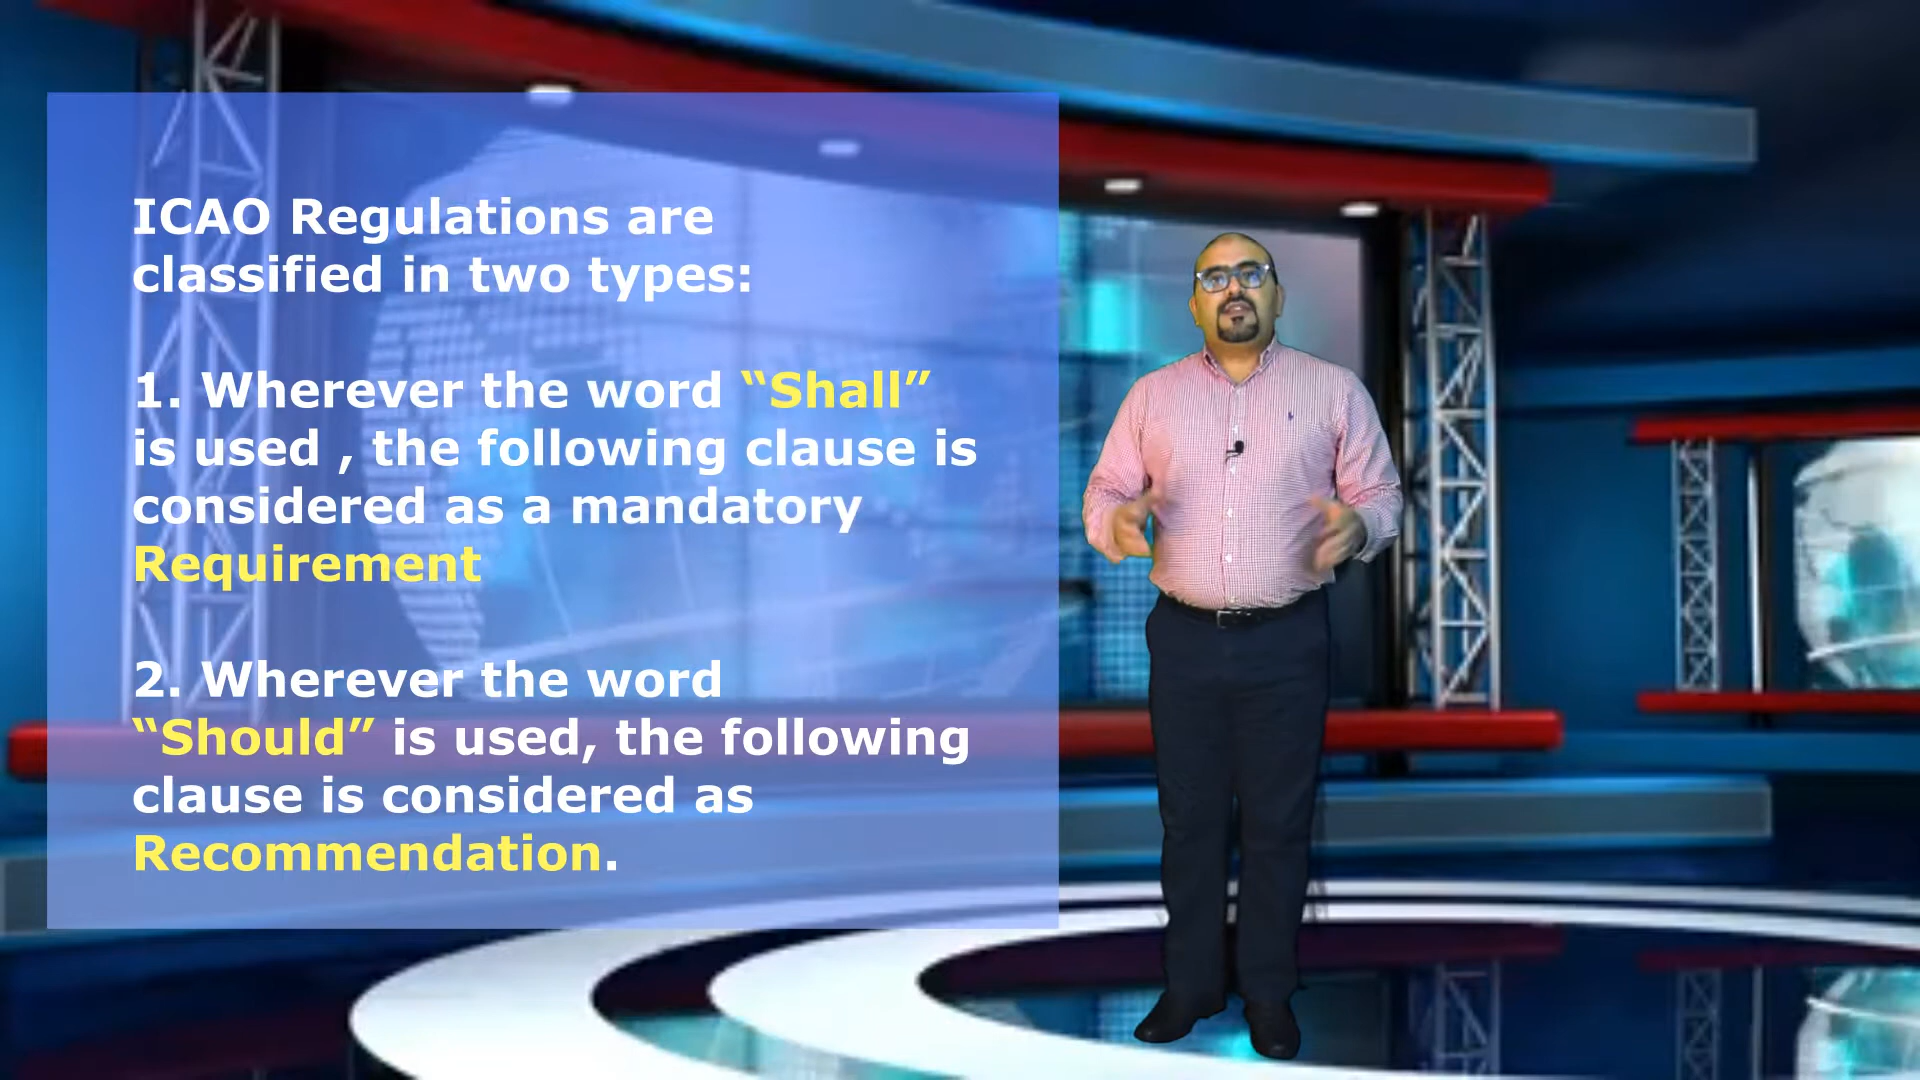 ICAO Regulations are
classified in two types:
1. Wherever the word “Shall”
is used , the following clause is
considered as a mandatory
Requirement
2. Wherever the word
“Should” is used, the following
clause is considered as
Recommendation.